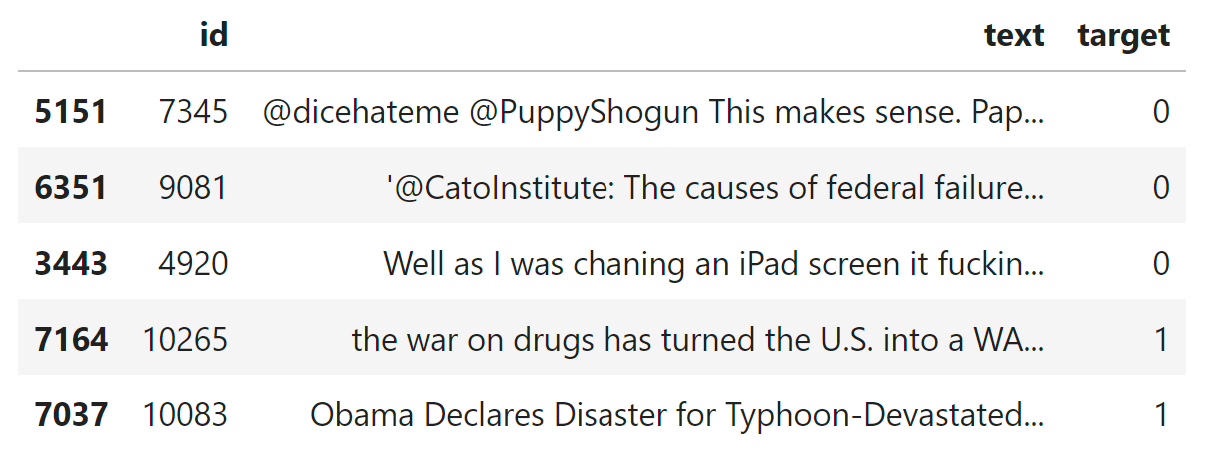 id text target
5151 7345 @dicehateme @PuppyShogun This makes sense. Pap... 0
6351 9081 '@CatoInstitute: The causes of federal failure... 0
3443 4920 Well as I was chaning an iPad screen it fuckin... 0
7164 10265 the war on drugs has turned the U.S. into a WA... 1
7037 10083 Obama Declares Disaster for Typhoon-Devastated... 1